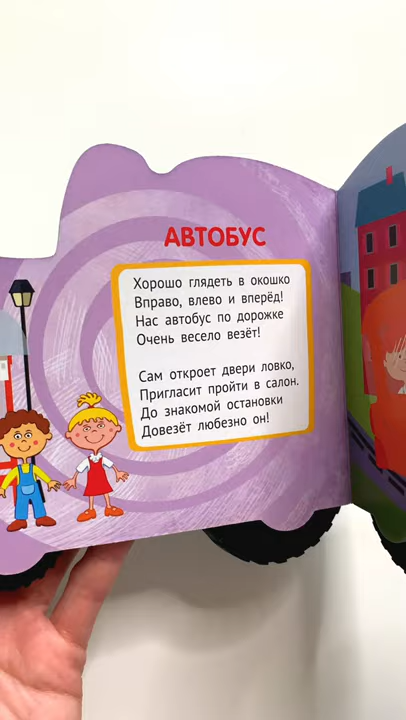 АВТОБУС
Хорошо глядеть в окошко
Вправо, влево и вперёд!
Нас автобус по дорожке
Очень весело везёт!
Сам откроет двери ловко,
Пригласит пройти в салон.
До знакомой остановки
Довезёт любезно он!